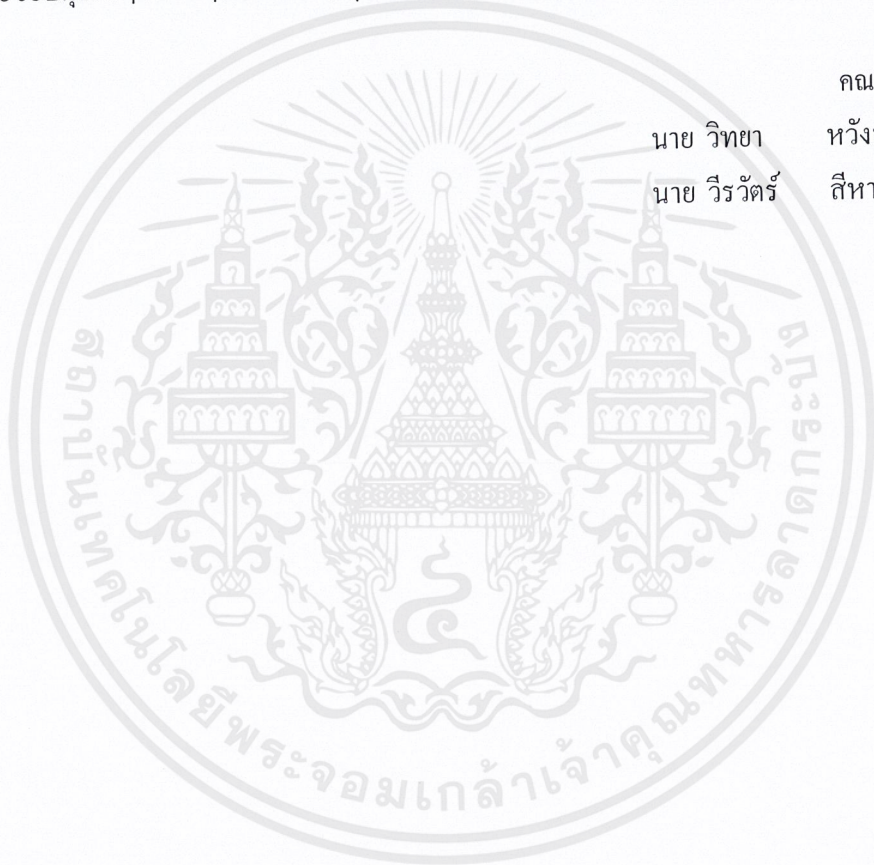 คณ
นาย วิทยา หวัง
นาย วีรวัตร์ สีหา
สถาบันเทคโนโลยีพระจอมเกล้าเจ้าคุณทหารลาดกระบัง
๔